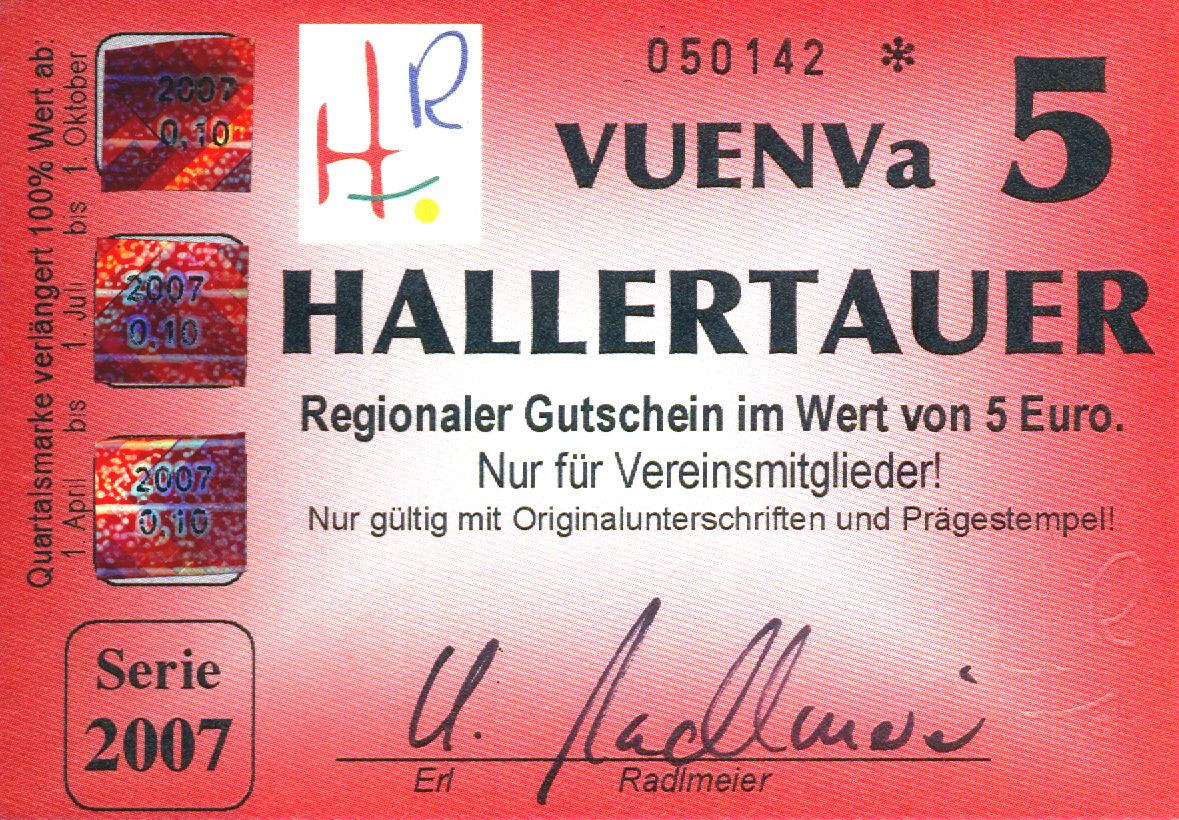 050142 *
HR
VUENVa 5
HALLERTAUER
Regionaler Gutschein im Wert von 5 Euro.
Nur für Vereinsmitglieder!
Nur gültig mit Originalunterschriften und Prägestempel!
Quartalsmarke verlängert 100% Wert ab:
1. April bis 1. Juli bis 1. Oktober
2007
0,10
2007
0,10
2007
0,10
Serie
2007
U. Radlmeier
Erl Radlmeier